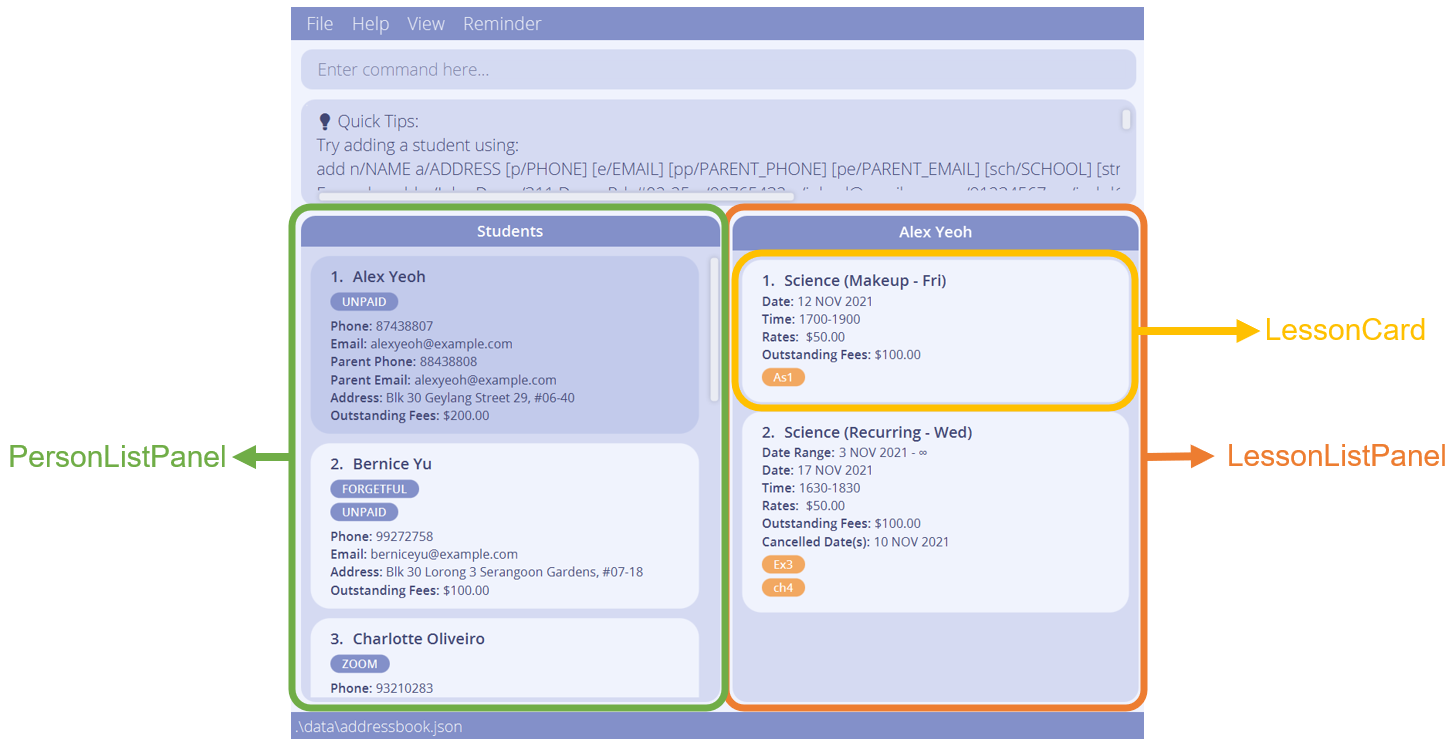 File Help View Reminder
Enter command here...
Quick Tips:
Try adding a student using:
add n/NAME a/ADDRESS [p/PHONE] [e/EMAIL] [pp/PARENT_PHONE] [pe/PARENT_EMAIL] [sch/SCHOOL] [str
Students
1. Alex Yeoh
UNPAID
Phone: 87438807
Email: alexyeoh@example.com
Parent Phone: 88438808
Parent Email: alexyeoh@example.com
Address: Blk 30 Geylang Street 29, #06-40
Outstanding Fees: $200.00
2. Bernice Yu
FORGETFUL
UNPAID
Phone: 99272758
Email: berniceyu@example.com
Address: Blk 30 Lorong 3 Serangoon Gardens, #07-18
Outstanding Fees: $100.00
3. Charlotte Oliveiro
ZOOM
Phone: 93210283
Alex Yeoh
1. Science (Makeup - Fri)
Date: 12 NOV 2021
Time: 1700-1900
Rates: $50.00
Outstanding Fees: $100.00
As1
2. Science (Recurring - Wed)
Date Range: 3 NOV 2021 - ∞
Date: 17 NOV 2021
Time: 1630-1830
Rates: $50.00
Outstanding Fees: $100.00
Cancelled Date(s): 10 NOV 2021
Ex3
ch4
PersonListPanel
LessonCard
LessonListPanel
.\data\addressbook.json